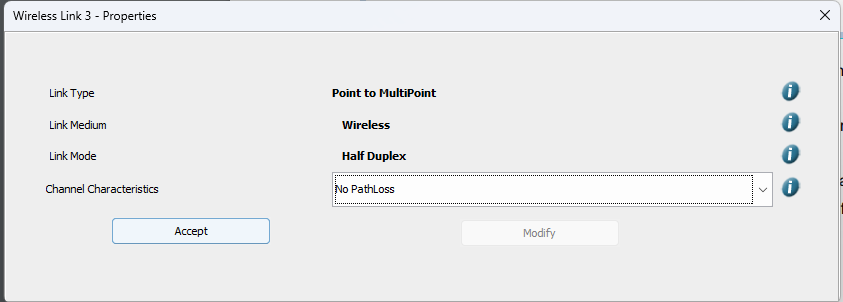 Wireless Link 3 - Properties
Link Type Point to MultiPoint
Link Medium Wireless
Link Mode Half Duplex
Channel Characteristics No PathLoss
Accept Modify